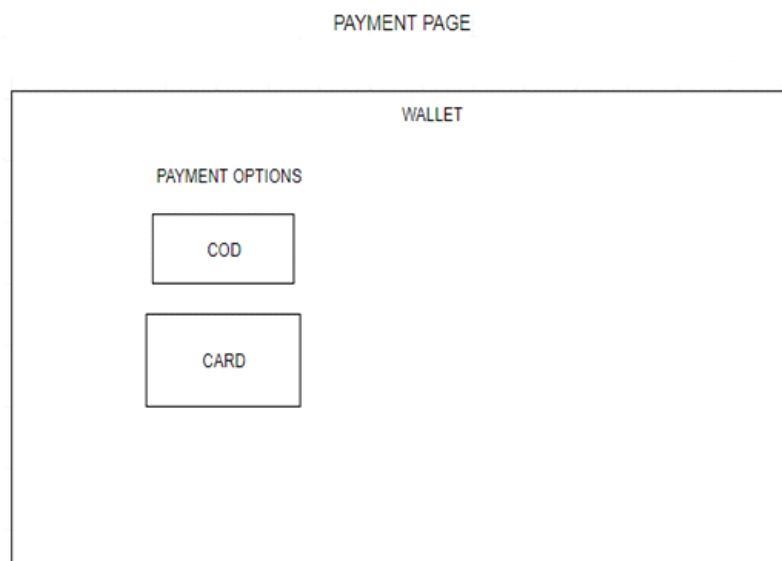 PAYMENT PAGE
WALLET
PAYMENT OPTIONS
COD
CARD